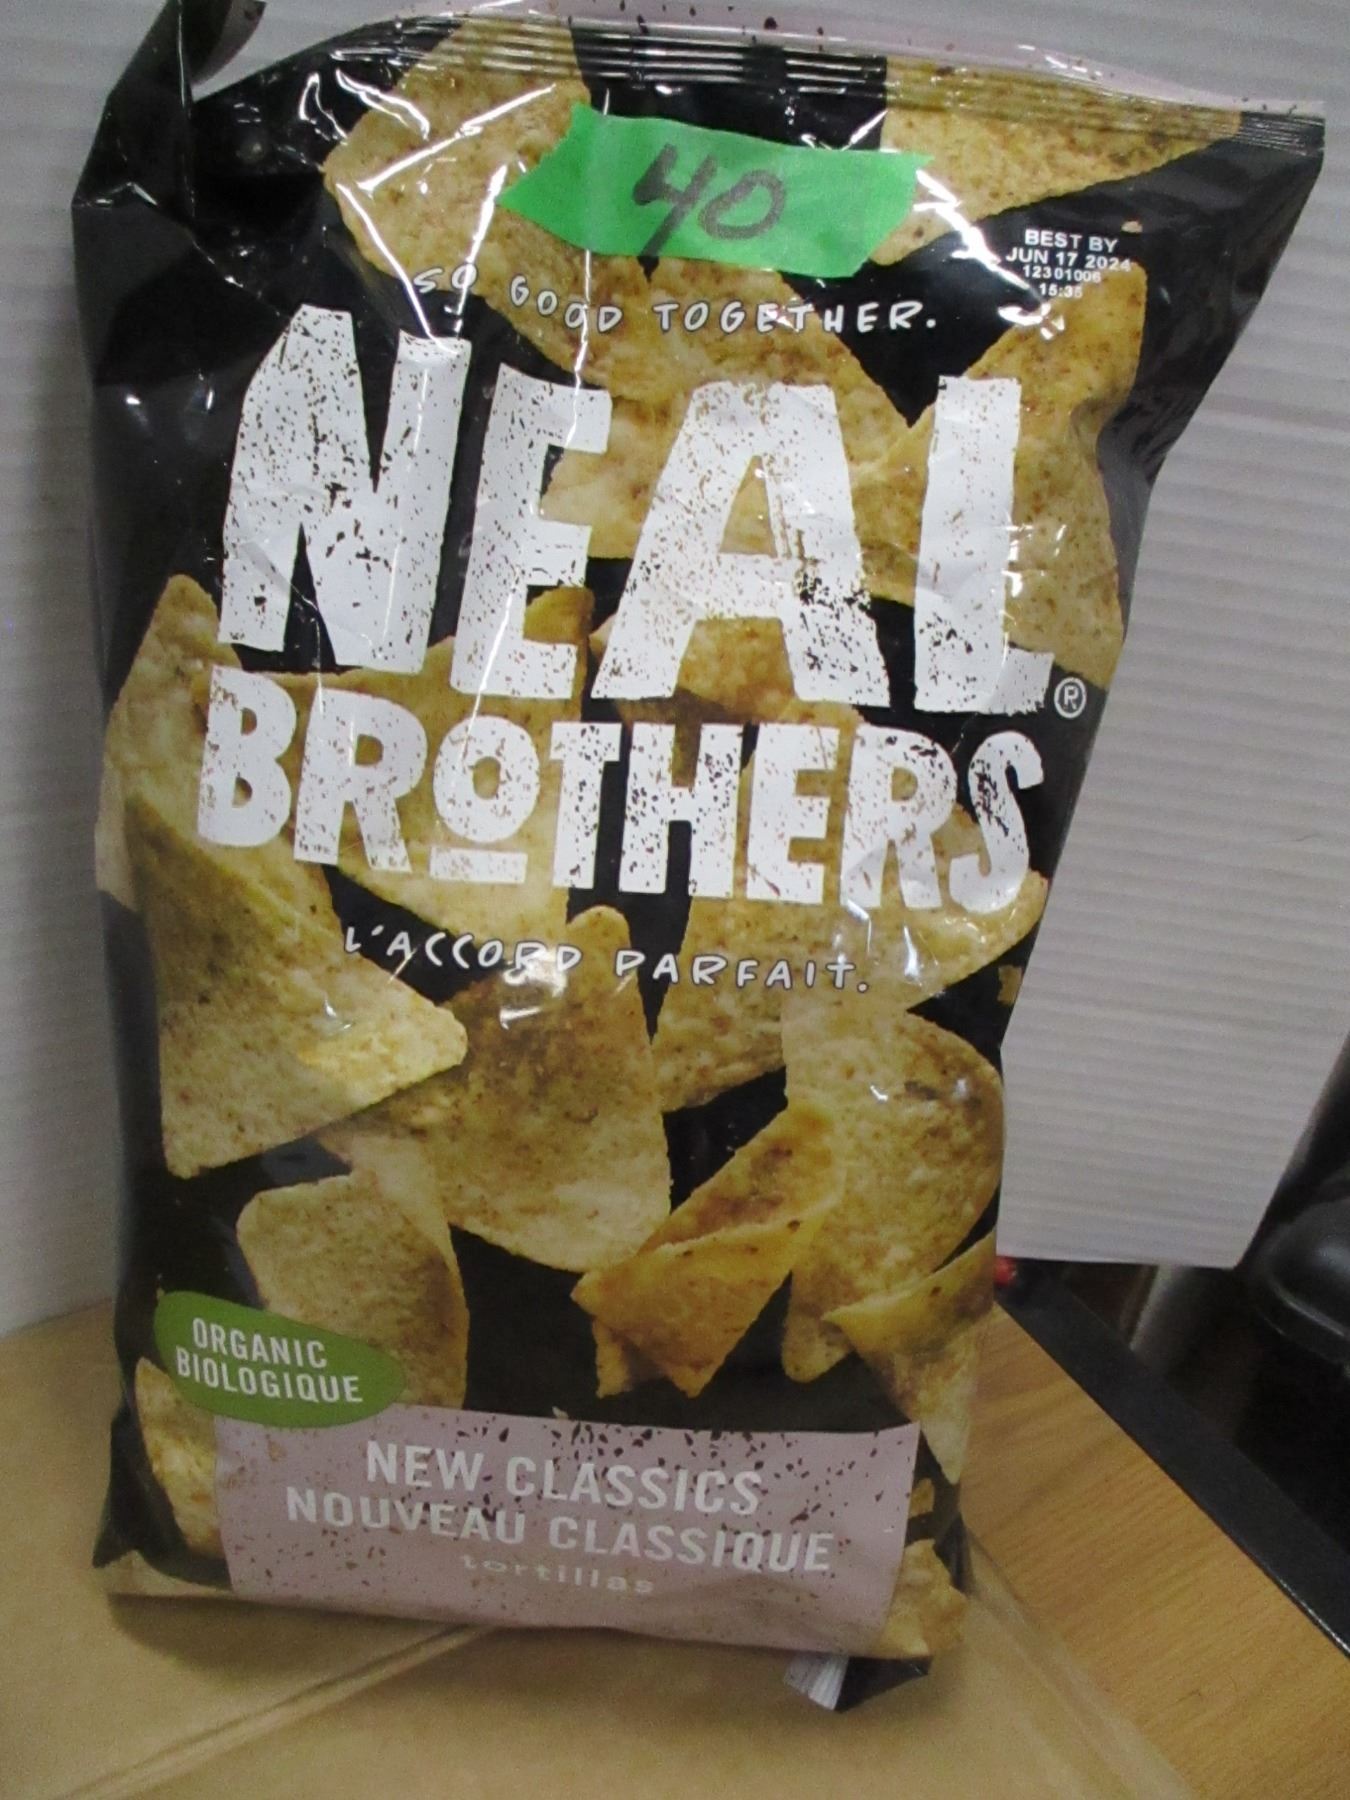 40
BEST BY
JUN 17 2024
12301006
15:35
SO GOOD TOGETHER.
NEAL
BROTHERS®
L'ACCORD PARFAIT.
ORGANIC
BIOLOGIQUE
NEW CLASSICS
NOUVEAU CLASSIQUE
tortillas